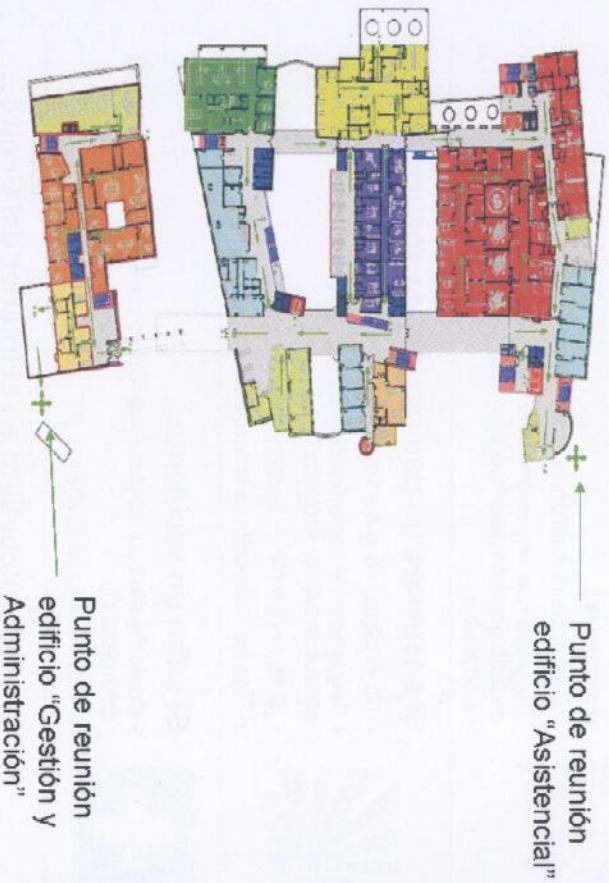 Punto de reunión
edificio "Asistencial"
Punto de reunión
edificio "Gestión y
Administración"